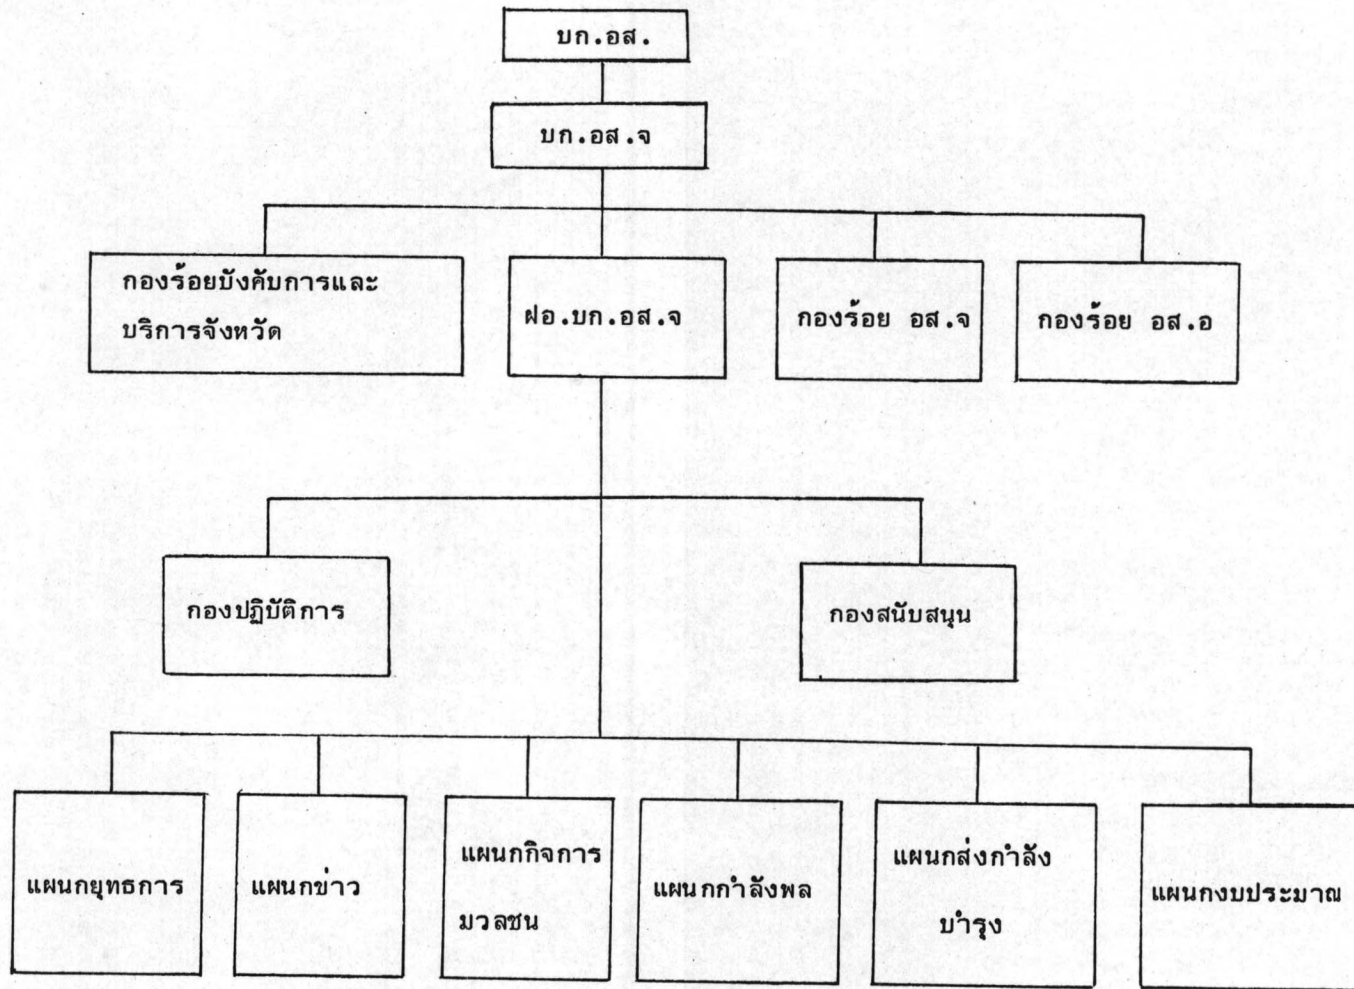 บก.อส.
บก.อส.จ
กองร้อยบังคับการและ
บริการจังหวัด
ฝอ.บก.อส.จ
กองร้อย อส.จ
กองร้อย อส.อ
กองปฏิบัติการ
กองสนับสนุน
แผนกยุทธการ
แผนกข่าว
แผนกกิจการ
มวลชน
แผนกกำลังพล
แผนกส่งกำลัง
บำรุง
แผนกงบประมาณ